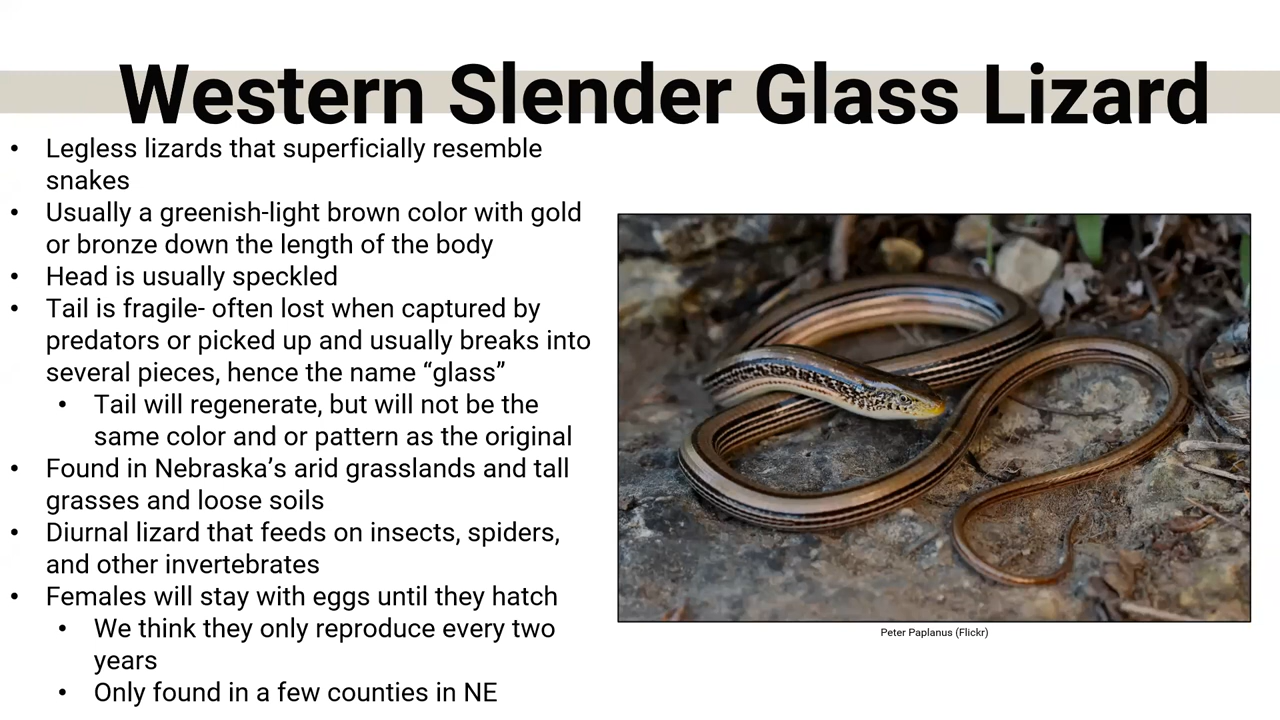 Western Slender Glass Lizard
• Legless lizards that superficially resemble
snakes
• Usually a greenish-light brown color with gold
or bronze down the length of the body
• Head is usually speckled
• Tail is fragile- often lost when captured by
predators or picked up and usually breaks into
several pieces, hence the name “glass”
• Tail will regenerate, but will not be the
same color and or pattern as the original
• Found in Nebraska’s arid grasslands and tall
grasses and loose soils
• Diurnal lizard that feeds on insects, spiders,
and other invertebrates
• Females will stay with eggs until they hatch
• We think they only reproduce every two
years
• Only found in a few counties in NE
Peter Paplanus (Flickr)